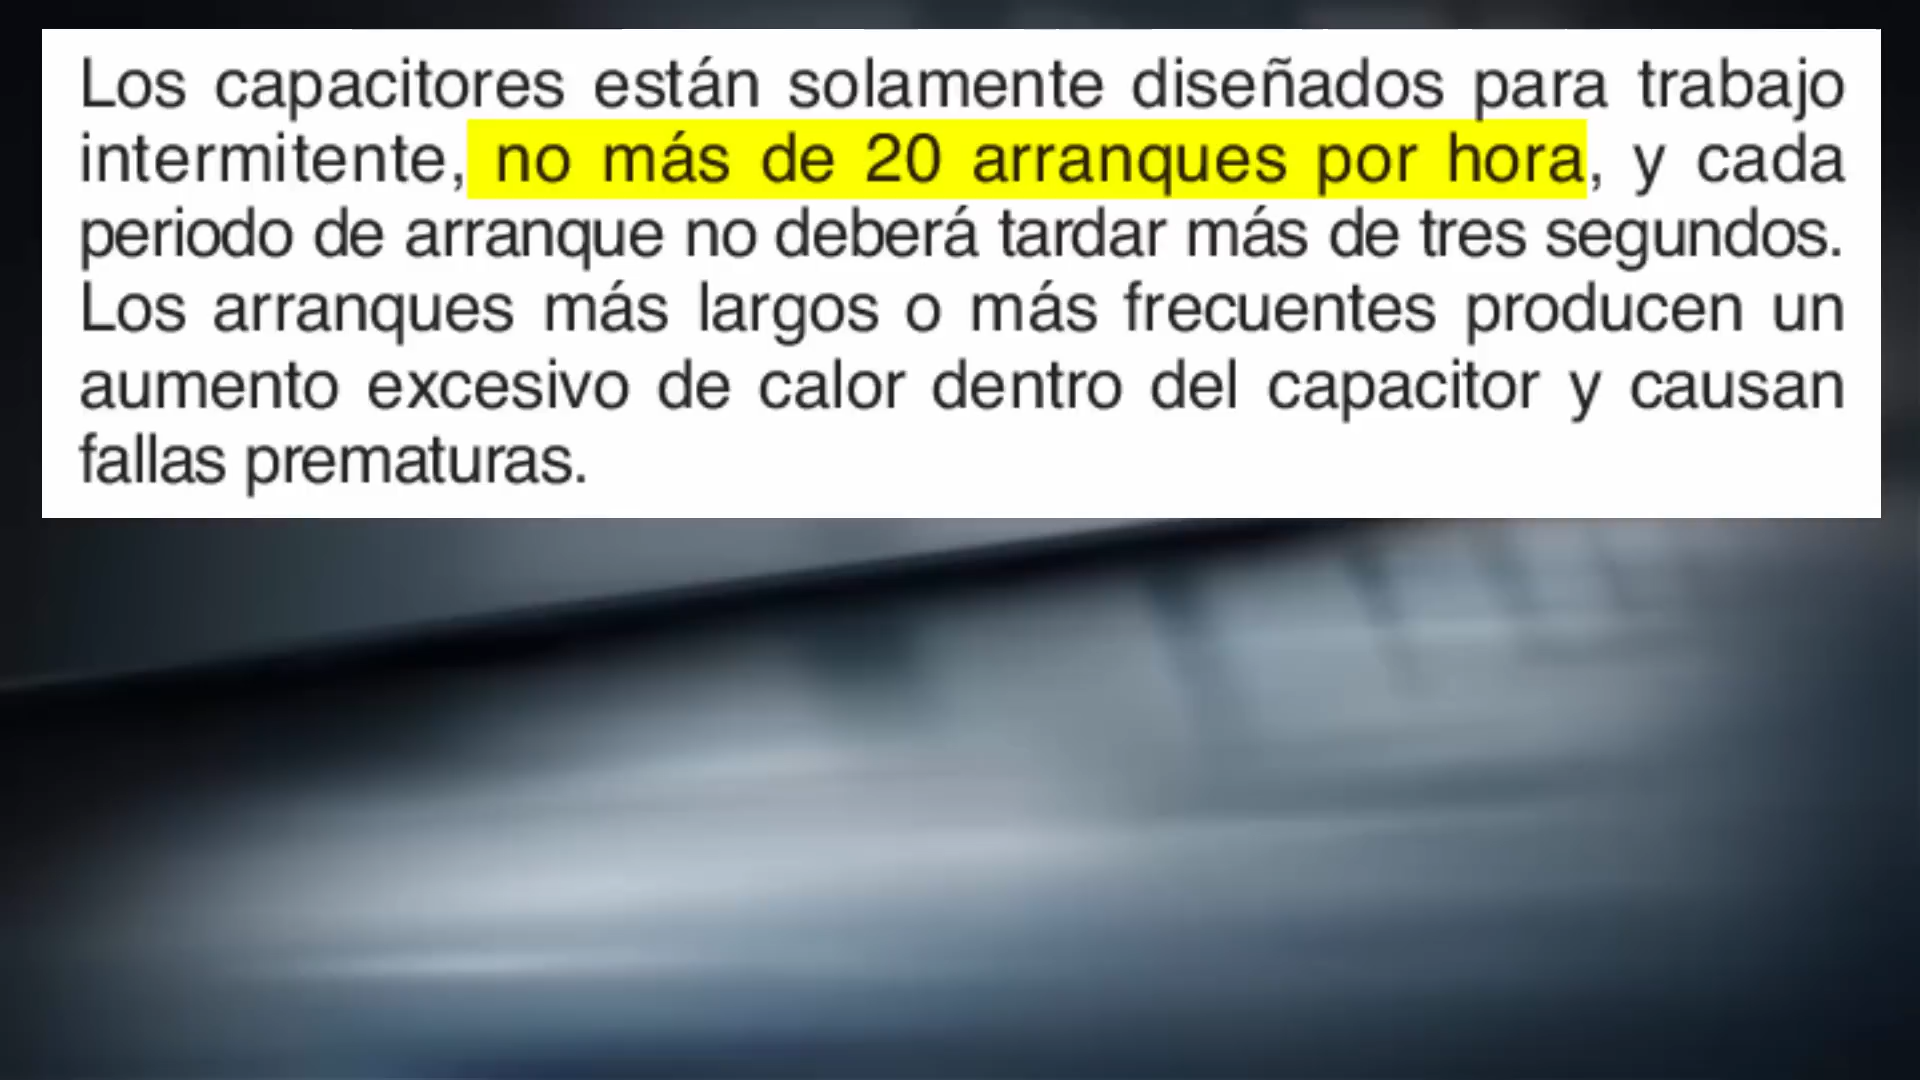 Los capacitores están solamente diseñados para trabajo
intermitente, no más de 20 arranques por hora, y cada
periodo de arranque no deberá tardar más de tres segundos.
Los arranques más largos o más frecuentes producen un
aumento excesivo de calor dentro del capacitor y causan
fallas prematuras.